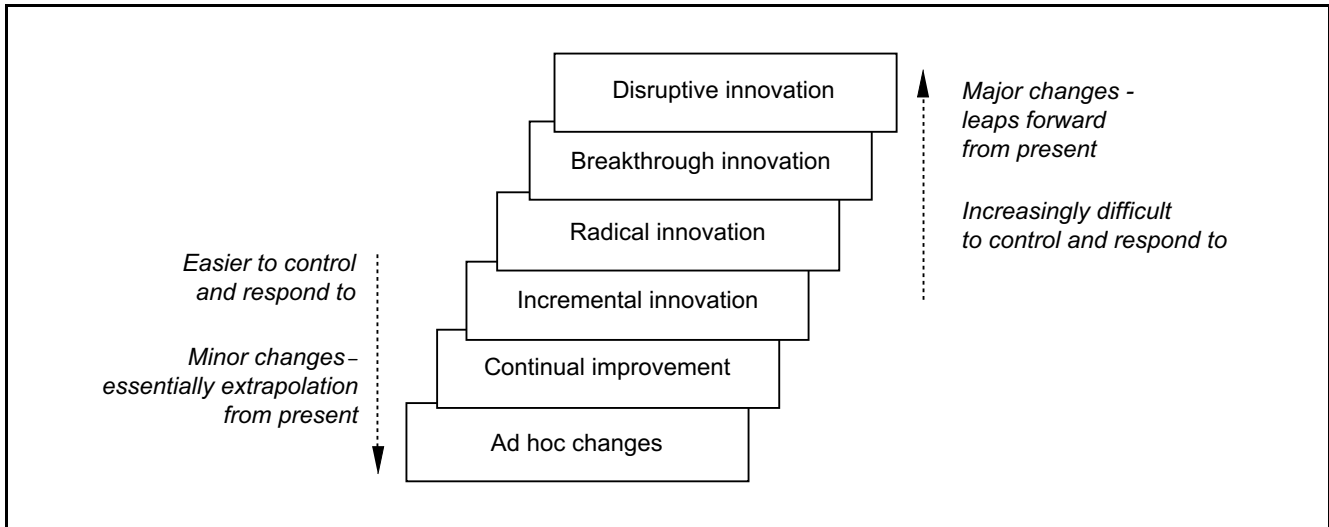 Disruptive innovation
Breakthrough innovation
Radical innovation
Incremental innovation
Continual improvement
Ad hoc changes
Easier to control
and respond to
Minor changes–
essentially extrapolation
from present
Major changes -
leaps forward
from present
Increasingly difficult
to control and respond to